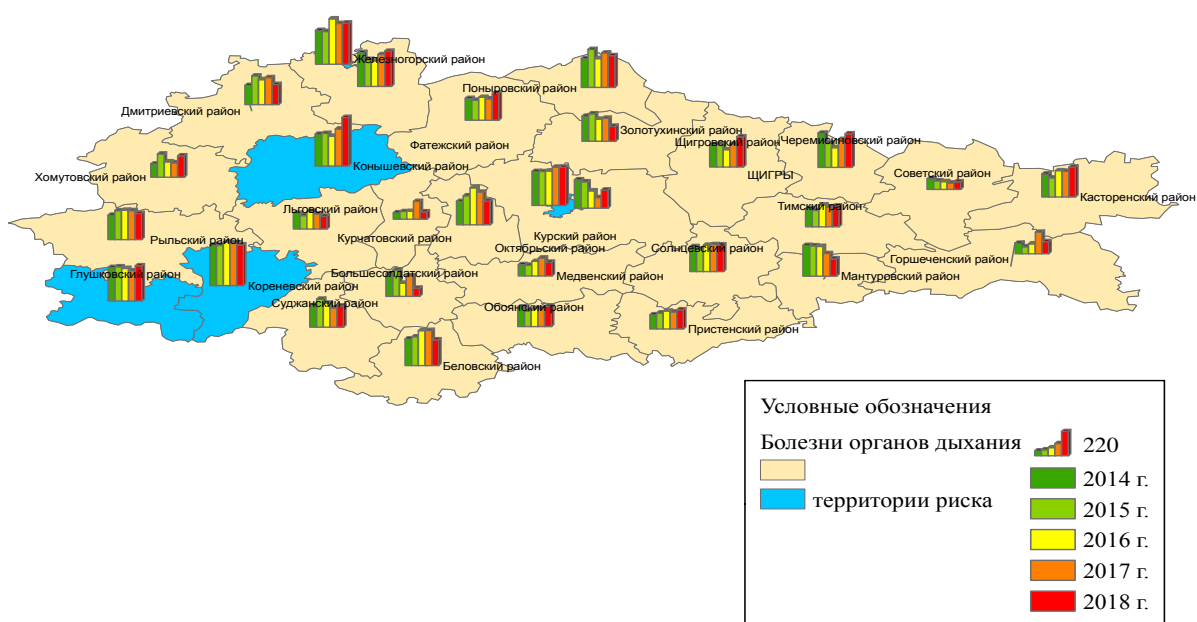 Железногорский район
Поныровский район
Дмитриевский район
Золотухинский район
Фатежский район
Щигровский район
Черемисиновский район
Конышевский район
Хомутовский район
ЩИГРЫ
Советский район
Касторенский район
Льговский район
Тимский район
Рыльский район
Курчатовский район
Курский район
Октябрьский район
Солнцевский район
Горшеченский район
Глушковский район
Большесолдатский район
Медвенский район
Мантуревский район
Кореневский район
Суджанский район
Обоянский район
Пристенский район
Беловский район
Условные обозначения
Болезни органов дыхания
220
2014 г.
территории риска
2015 г.
2016 г.
2017 г.
2018 г.